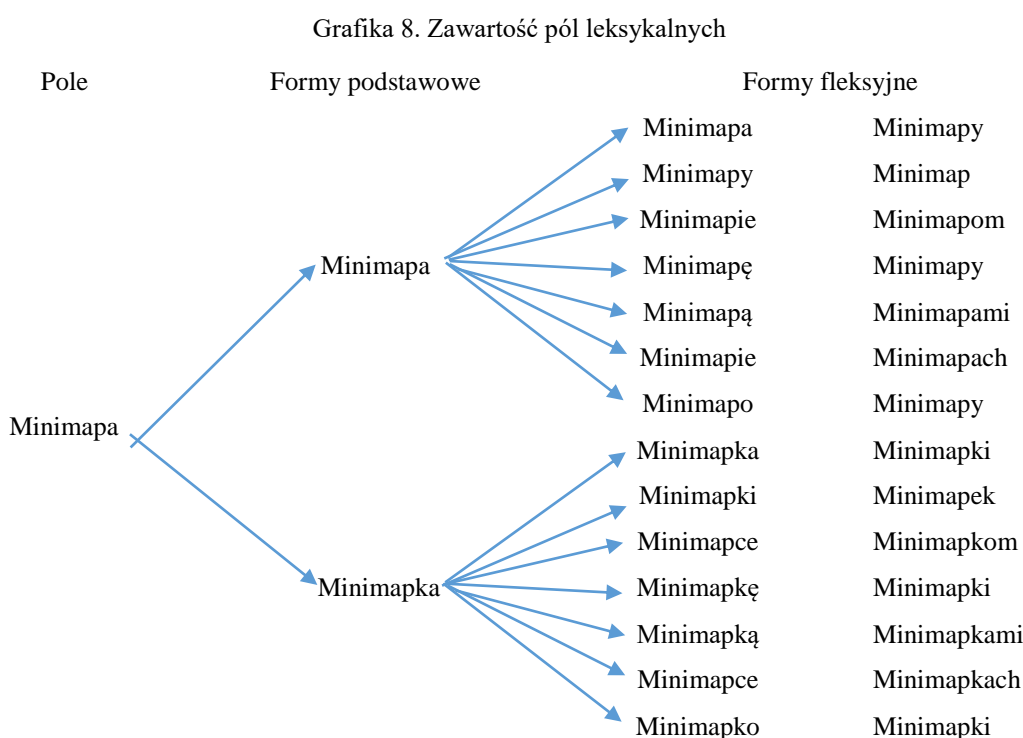 Grafika 8. Zawartość pól leksykalnych
Pole Formy podstawowe Formy fleksyjne
Minimapa Minimapy
Minimapy Minimap
Minimapie Minimapom
Minimapa Minimapę Minimapy
Minimapą Minimapami
Minimapie Minimapach
Minimapo Minimapy
Minimapa
Minimapka Minimapki
Minimapki Minimapek
Minimapce Minimapkom
Minimapka Minimapkę Minimapki
Minimapką Minimapkami
Minimapce Minimapkach
Minimapko Minimapki